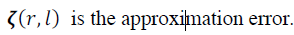 ζ(r, l) is the approximation error.